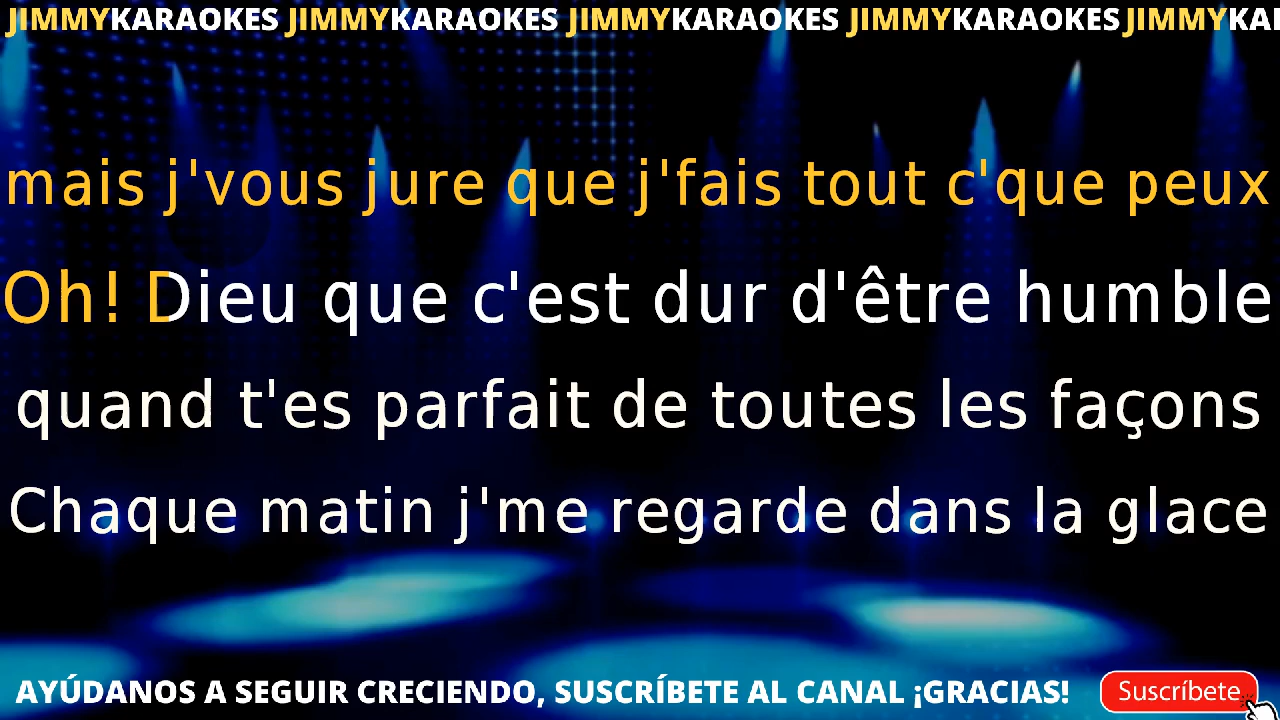 JIMMYKARAOKES JIMMYKARAOKES JIMMYKARAOKES JIMMYKARAOKES JIMMYKA
mais j'vous jure que j'fais tout c'que peux
Oh! Dieu que c'est dur d'être humble
quand t'es parfait de toutes les façons
Chaque matin j'me regarde dans la glace
AYÚDANOS A SEGUIR CRECIENDO, SUSCRÍBETE AL CANAL ¡GRACIAS!
Suscríbete